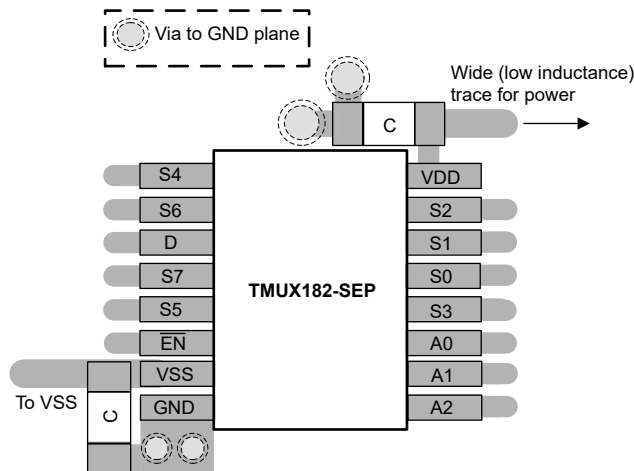 Via to GND plane
Wide (low inductance)
trace for power
C
S4
VDD
S6
S2
D
S1
S7
S0
TMUX182-SEP
S5
S3
EN
A0
VSS
A1
To VSS
C
GND
A2